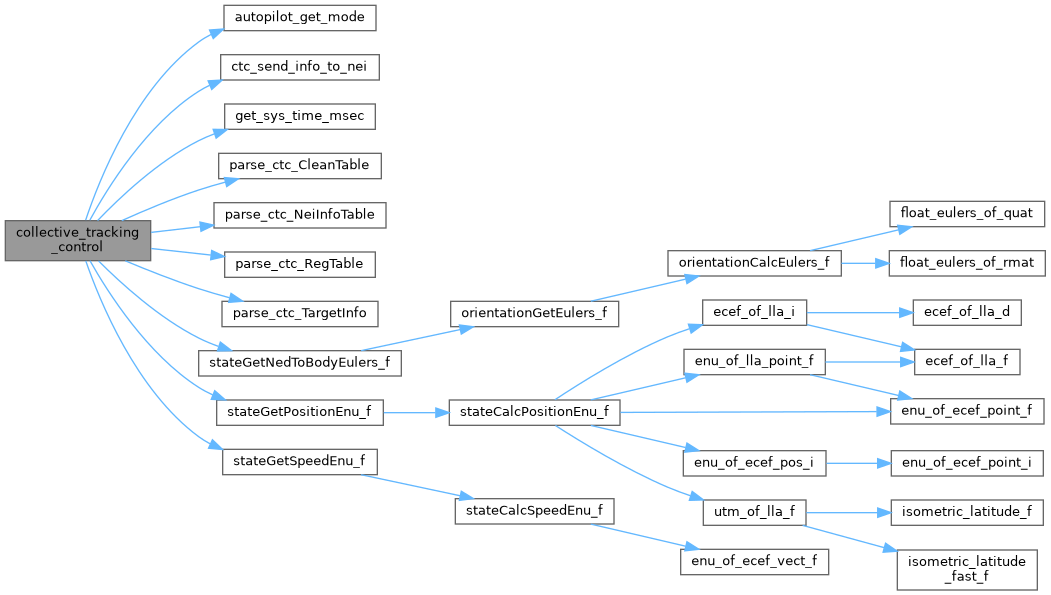 collective_tracking
_control
autopilot_get_mode
ctc_send_info_to_nei
get_sys_time_msec
parse_ctc_CleanTable
parse_ctc_NeiInfoTable
parse_ctc_RegTable
parse_ctc_TargetInfo
stateGetNedToBodyEulers_f
stateGetPositionEnu_f
stateGetSpeedEnu_f
orientationGetEulers_f
stateCalcPositionEnu_f
stateCalcSpeedEnu_f
orientationCalcEulers_f
ecef_of_lla_i
enu_of_lla_point_f
enu_of_ecef_pos_i
utm_of_lla_f
enu_of_ecef_vect_f
float_eulers_of_quat
float_eulers_of_rmat
ecef_of_lla_d
ecef_of_lla_f
enu_of_ecef_point_f
enu_of_ecef_point_i
isometric_latitude_f
isometric_latitude
_fast_f